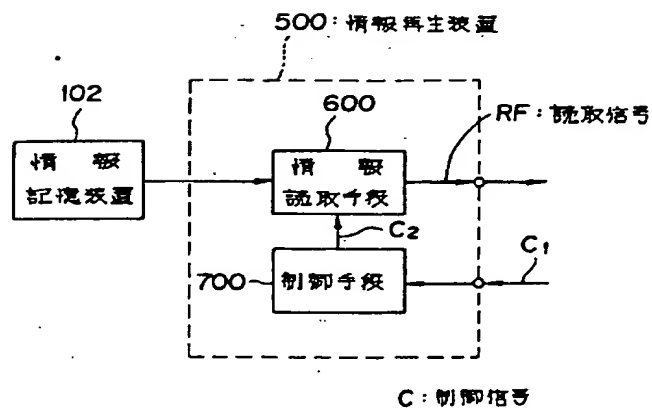 500：情報再生装置
102
600
RF：読取信号
情 報
記憶装置
情 報
読取手段
C2
C1
700
制御手段
C：制御信号